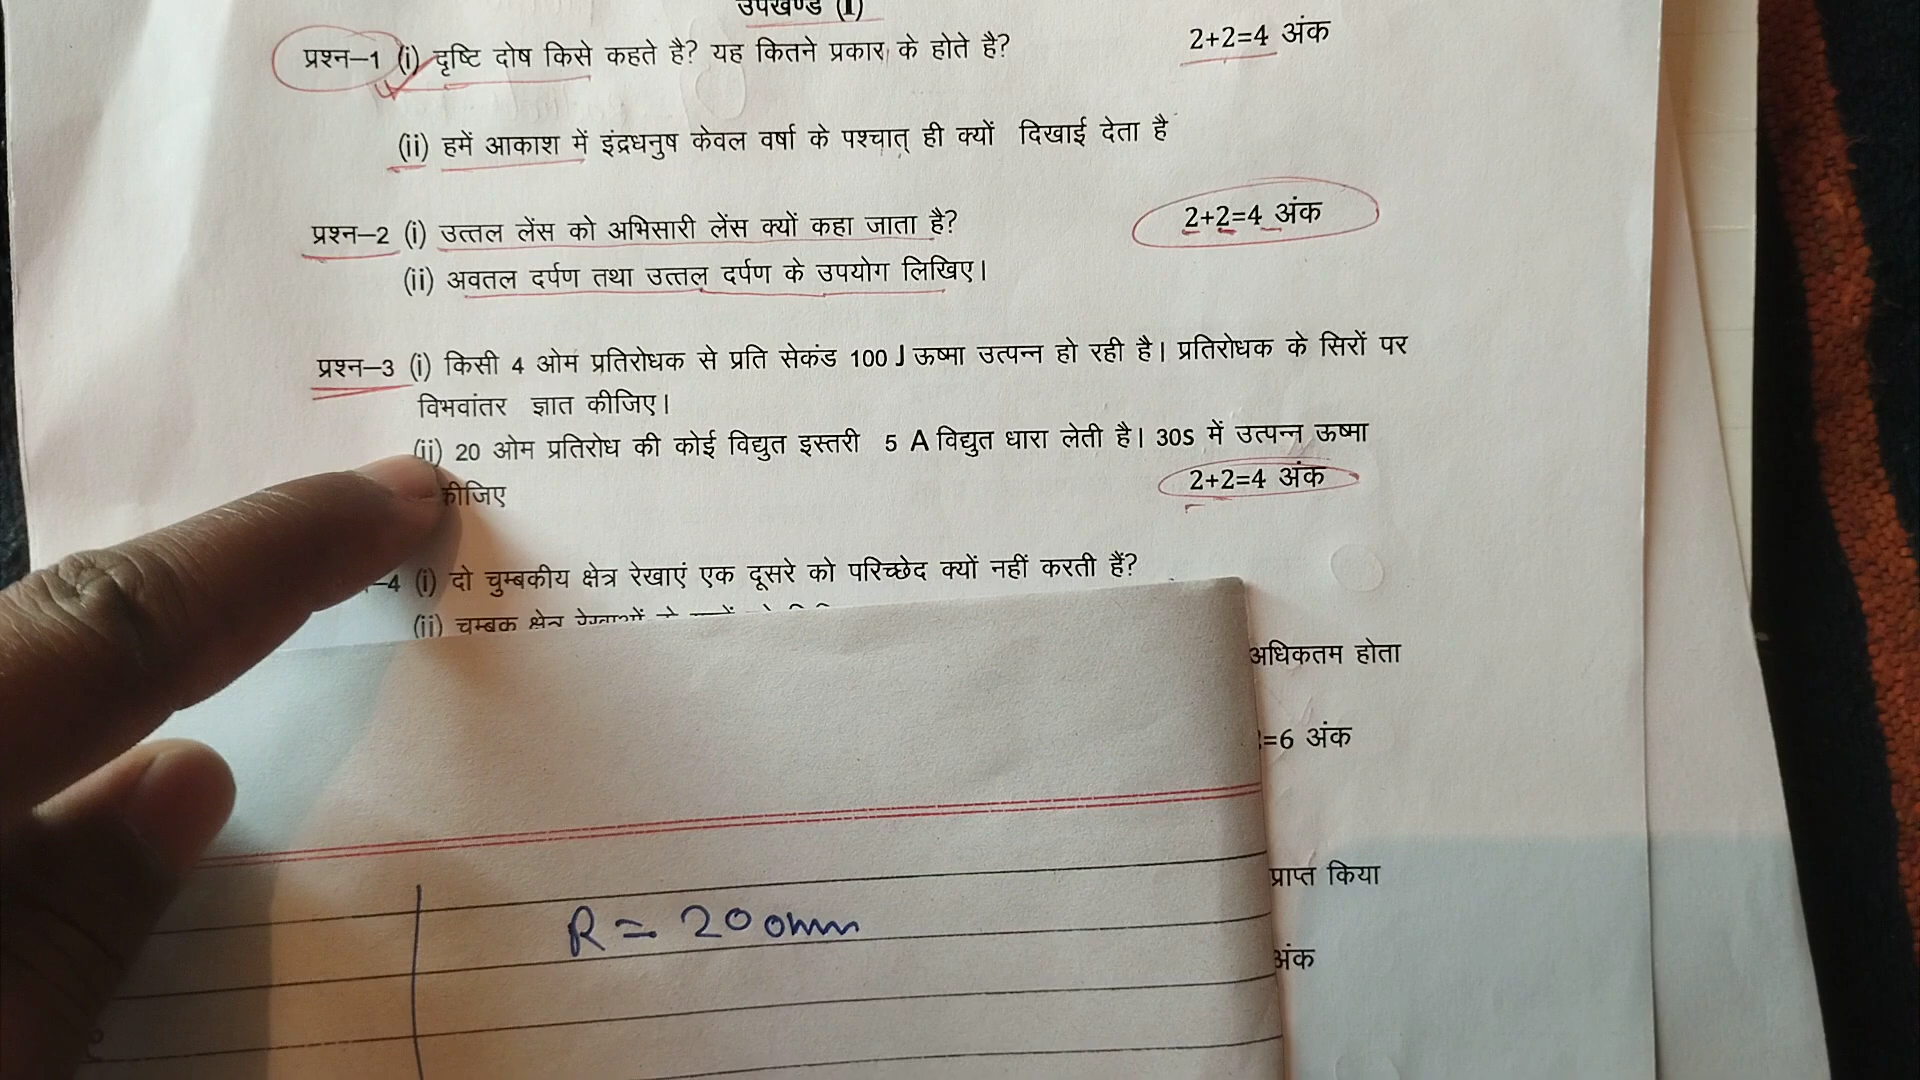 उपखण्ड (I)
प्रश्न–1 (i) दृष्टि दोष किसे कहते है? यह कितने प्रकार के होते है? 2+2=4 अंक
(ii) हमें आकाश में इंद्रधनुष केवल वर्षा के पश्चात् ही क्यों दिखाई देता है
प्रश्न–2 (i) उत्तल लेंस को अभिसारी लेंस क्यों कहा जाता है? 2+2=4 अंक
(ii) अवतल दर्पण तथा उत्तल दर्पण के उपयोग लिखिए।
प्रश्न–3 (i) किसी 4 ओम प्रतिरोधक से प्रति सेकंड 100 J ऊष्मा उत्पन्न हो रही है। प्रतिरोधक के सिरों पर
विभवांतर ज्ञात कीजिए।
(ii) 20 ओम प्रतिरोध की कोई विद्युत इस्तरी 5 A विद्युत धारा लेती है। 30s में उत्पन्न ऊष्मा
कीजिए 2+2=4 अंक
–4 (i) दो चुम्बकीय क्षेत्र रेखाएं एक दूसरे को परिच्छेद क्यों नहीं करती हैं?
(ii) चुम्बक क्षेत्र रेखाओं
अधिकतम होता
=6 अंक
प्राप्त किया
R = 20 ohm
अंक